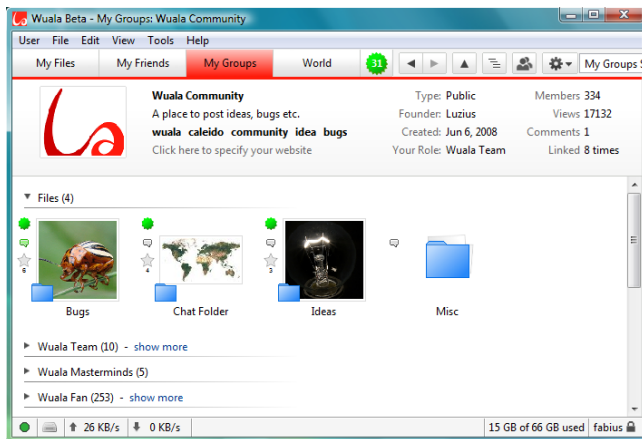 Wuala Beta - My Groups: Wuala Community
User File Edit View Tools Help
My Files My Friends My Groups World 31 My Groups S
Wuala Community Type: Public Members 334
A place to post ideas, bugs etc. Founder: Luzius Views 17132
wuala caleido community idea bugs Created: Jun 6, 2008 Comments 1
Click here to specify your website Your Role: Wuala Team Linked 8 times
Files (4)
6 4 3
Bugs Chat Folder Ideas Misc
Wuala Team (10) - show more
Wuala Masterminds (5)
Wuala Fan (253) - show more
26 KB/s 0 KB/s 15 GB of 66 GB used fabius